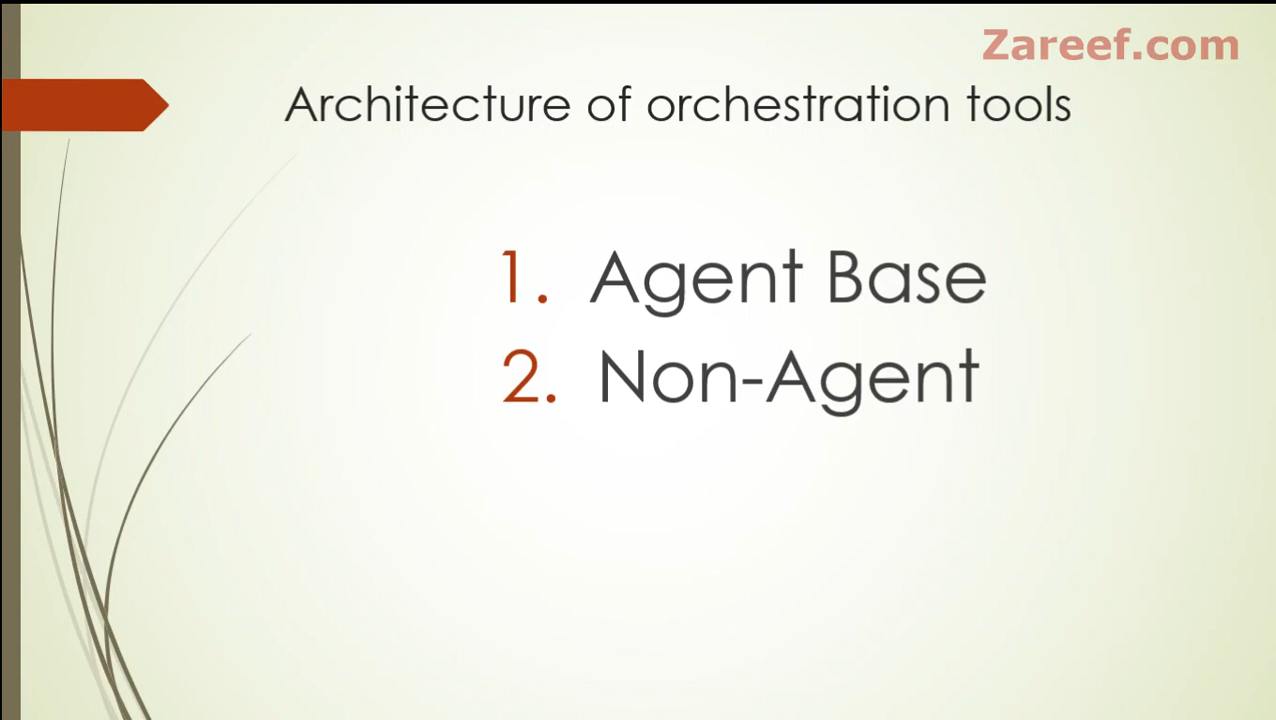 Zareef.com
Architecture of orchestration tools
1. Agent Base
2. Non-Agent